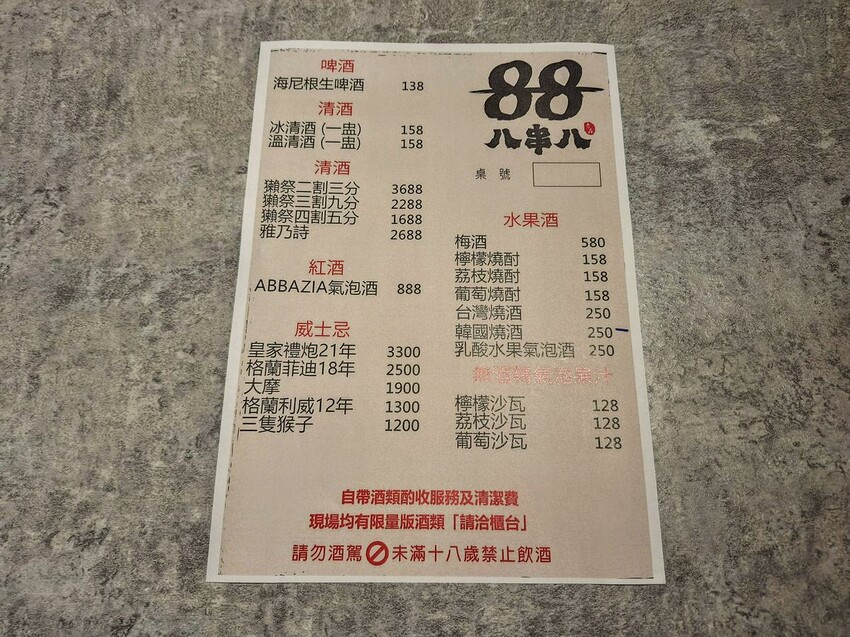 啤酒
海尼根生啤酒 138
清酒
冰清酒 (一盅) 158
溫清酒 (一盅) 158
清酒
獺祭二割三分 3688
獺祭三割九分 2288
獺祭四割五分 1688
雅乃詩 2688
紅酒
ABBAZIA氣泡酒 888
威士忌
皇家禮炮21年 3300
格蘭菲迪18年 2500
大摩 1900
格蘭利威12年 1300
三隻猴子 1200
88
八串八
桌號
水果酒
梅酒 580
檸檬燒酎 158
荔枝燒酎 158
葡萄燒酎 158
台灣燒酒 250
韓國燒酒 250
乳酸水果氣泡酒 250
無酒精氣泡果汁
檸檬沙瓦 128
荔枝沙瓦 128
葡萄沙瓦 128
自帶酒類酌收服務及清潔費
現場均有限量版酒類「請洽櫃台」
請勿酒駕 未滿十八歲禁止飲酒